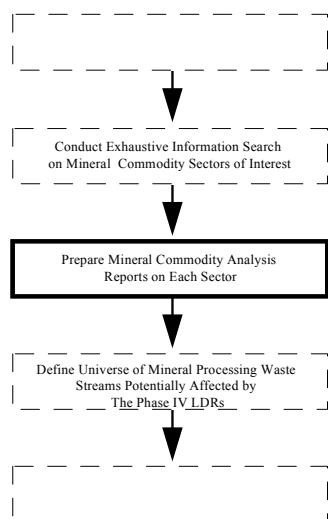 Conduct Exhaustive Information Search
on Mineral Commodity Sectors of Interest
Prepare Mineral Commodity Analysis
Reports on Each Sector
Define Universe of Mineral Processing Waste
Streams Potentially Affected by
The Phase IV LDRs